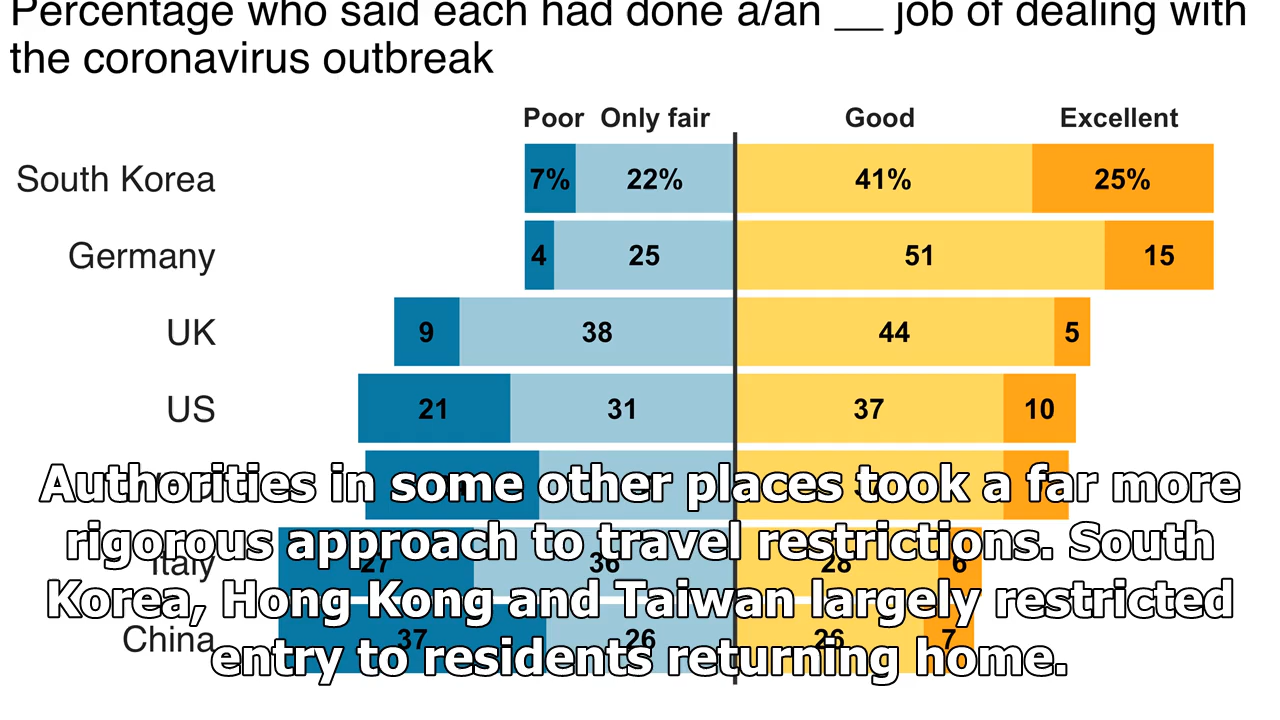 Percentage who said each had done a/an __ job of dealing with
the coronavirus outbreak
Poor Only fair Good Excellent
South Korea 7% 22% 41% 25%
Germany 4 25 51 15
UK 9 38 44 5
US 21 31 37 10
Italy 27 36 28 6
China 37 26 26 7
Authorities in some other places took a far more
rigorous approach to travel restrictions. South
Korea, Hong Kong and Taiwan largely restricted
entry to residents returning home.